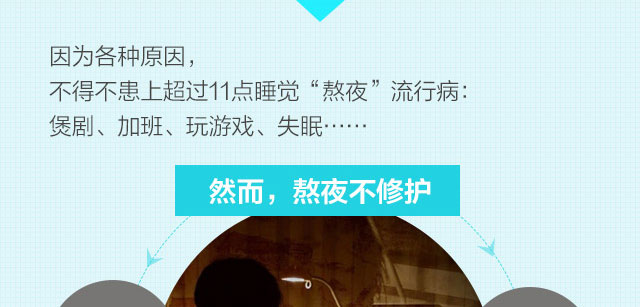 因为各种原因，
不得不患上超过11点睡觉“熬夜”流行病：
煲剧、加班、玩游戏、失眠……
然而，熬夜不修护